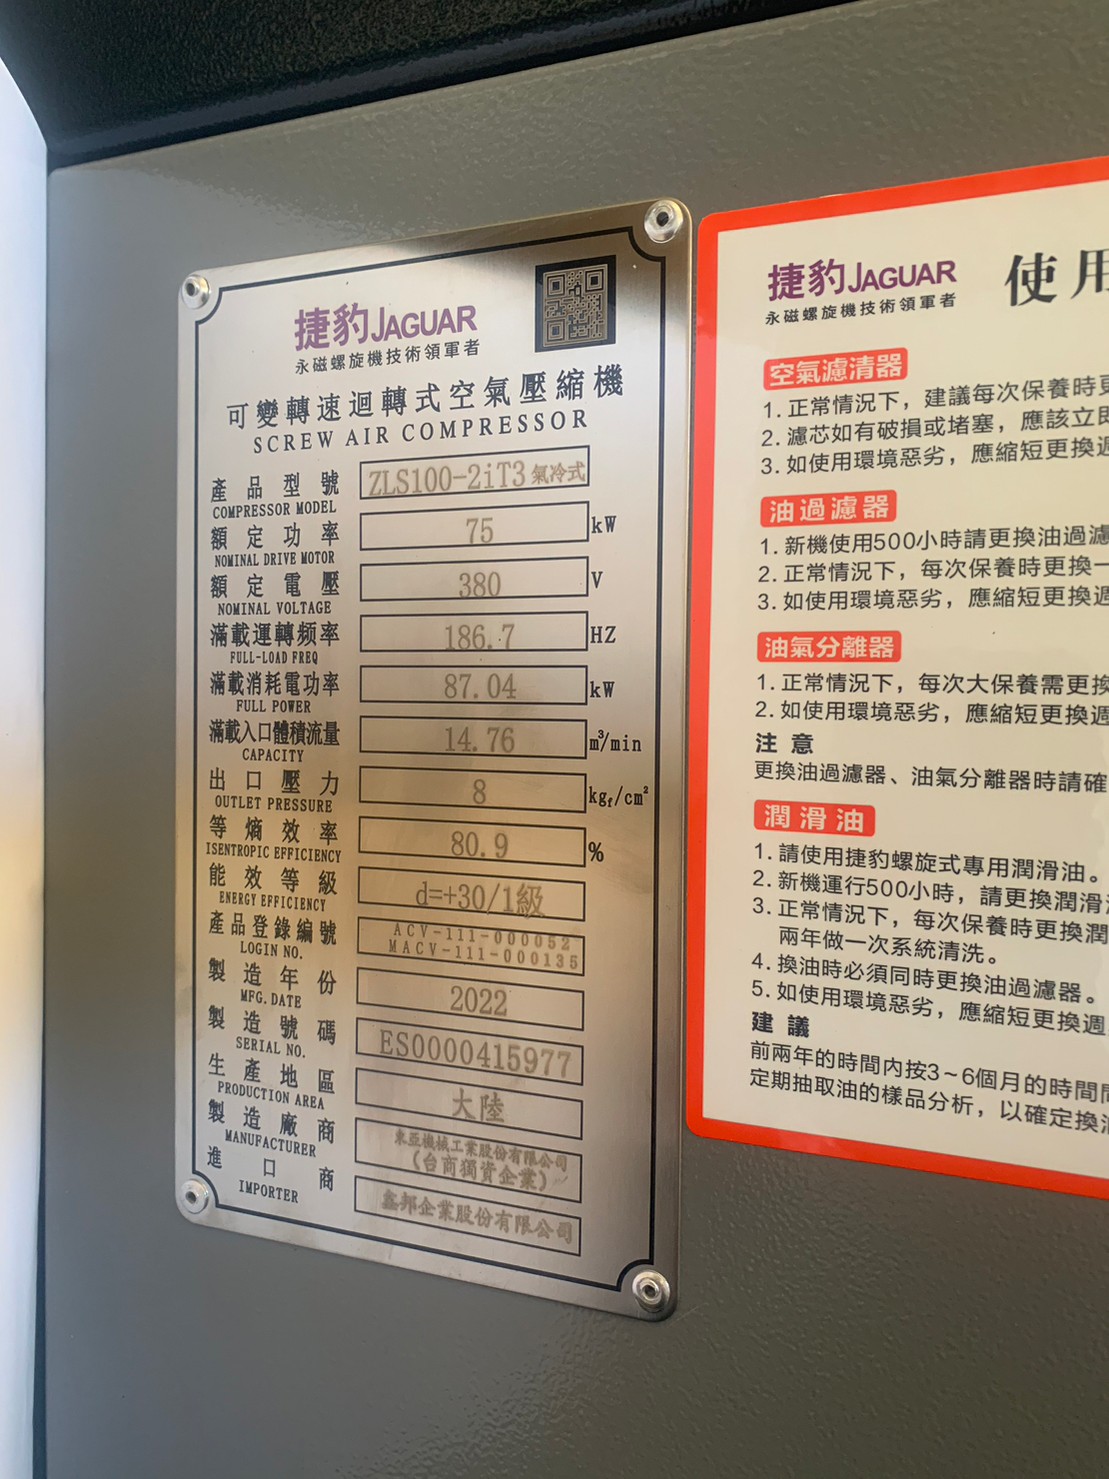 捷豹JAGUAR
永磁螺旋機技術領軍者
可變轉速迴轉式空氣壓縮機
SCREW AIR COMPRESSOR
產品型號 ZLS100-2iT3 氣冷式
COMPRESSOR MODEL
額定功率 75 kW
NOMINAL DRIVE MOTOR
額定電壓 380 V
NOMINAL VOLTAGE
滿載運轉頻率 186.7 HZ
FULL-LOAD FREQ
滿載消耗電功率 87.04 kW
FULL POWER
滿載入口體積流量 14.76 m³/min
CAPACITY
出口壓力 8 kgf/cm²
OUTLET PRESSURE
等熵效率 80.9 %
ISENTROPIC EFFICIENCY
能效等級 d=+30/1級
ENERGY EFFICIENCY
產品登錄編號 ACV-111-000052
LOGIN NO. MACV-111-000135
製造年份 2022
MFG. DATE
製造號碼 ES0000415977
SERIAL NO.
生產地區 大陸
PRODUCTION AREA
製造廠商 東亞機械工業股份有限公司
MANUFACTURER (台商獨資企業)
進口商 鑫邦企業股份有限公司
IMPORTER
捷豹JAGUAR 使用
永磁螺旋機技術領軍者
空氣濾清器
1. 正常情況下，建議每次保養時更
2. 濾芯如有破損或堵塞，應該立即
3. 如使用環境惡劣，應縮短更換週
油過濾器
1. 新機使用500小時請更換油過濾
2. 正常情況下，每次保養時更換一
3. 如使用環境惡劣，應縮短更換週
油氣分離器
1. 正常情況下，每次大保養需更換
2. 如使用環境惡劣，應縮短更換週
注意
更換油過濾器、油氣分離器時請確
潤滑油
1. 請使用捷豹螺旋式專用潤滑油。
2. 新機運行500小時，請更換潤滑
3. 正常情況下，每次保養時更換潤
兩年做一次系統清洗。
4. 換油時必須同時更換油過濾器。
5. 如使用環境惡劣，應縮短更換週
建議
前兩年的時間內按3~6個月的時間間
定期抽取油的樣品分析，以確定換